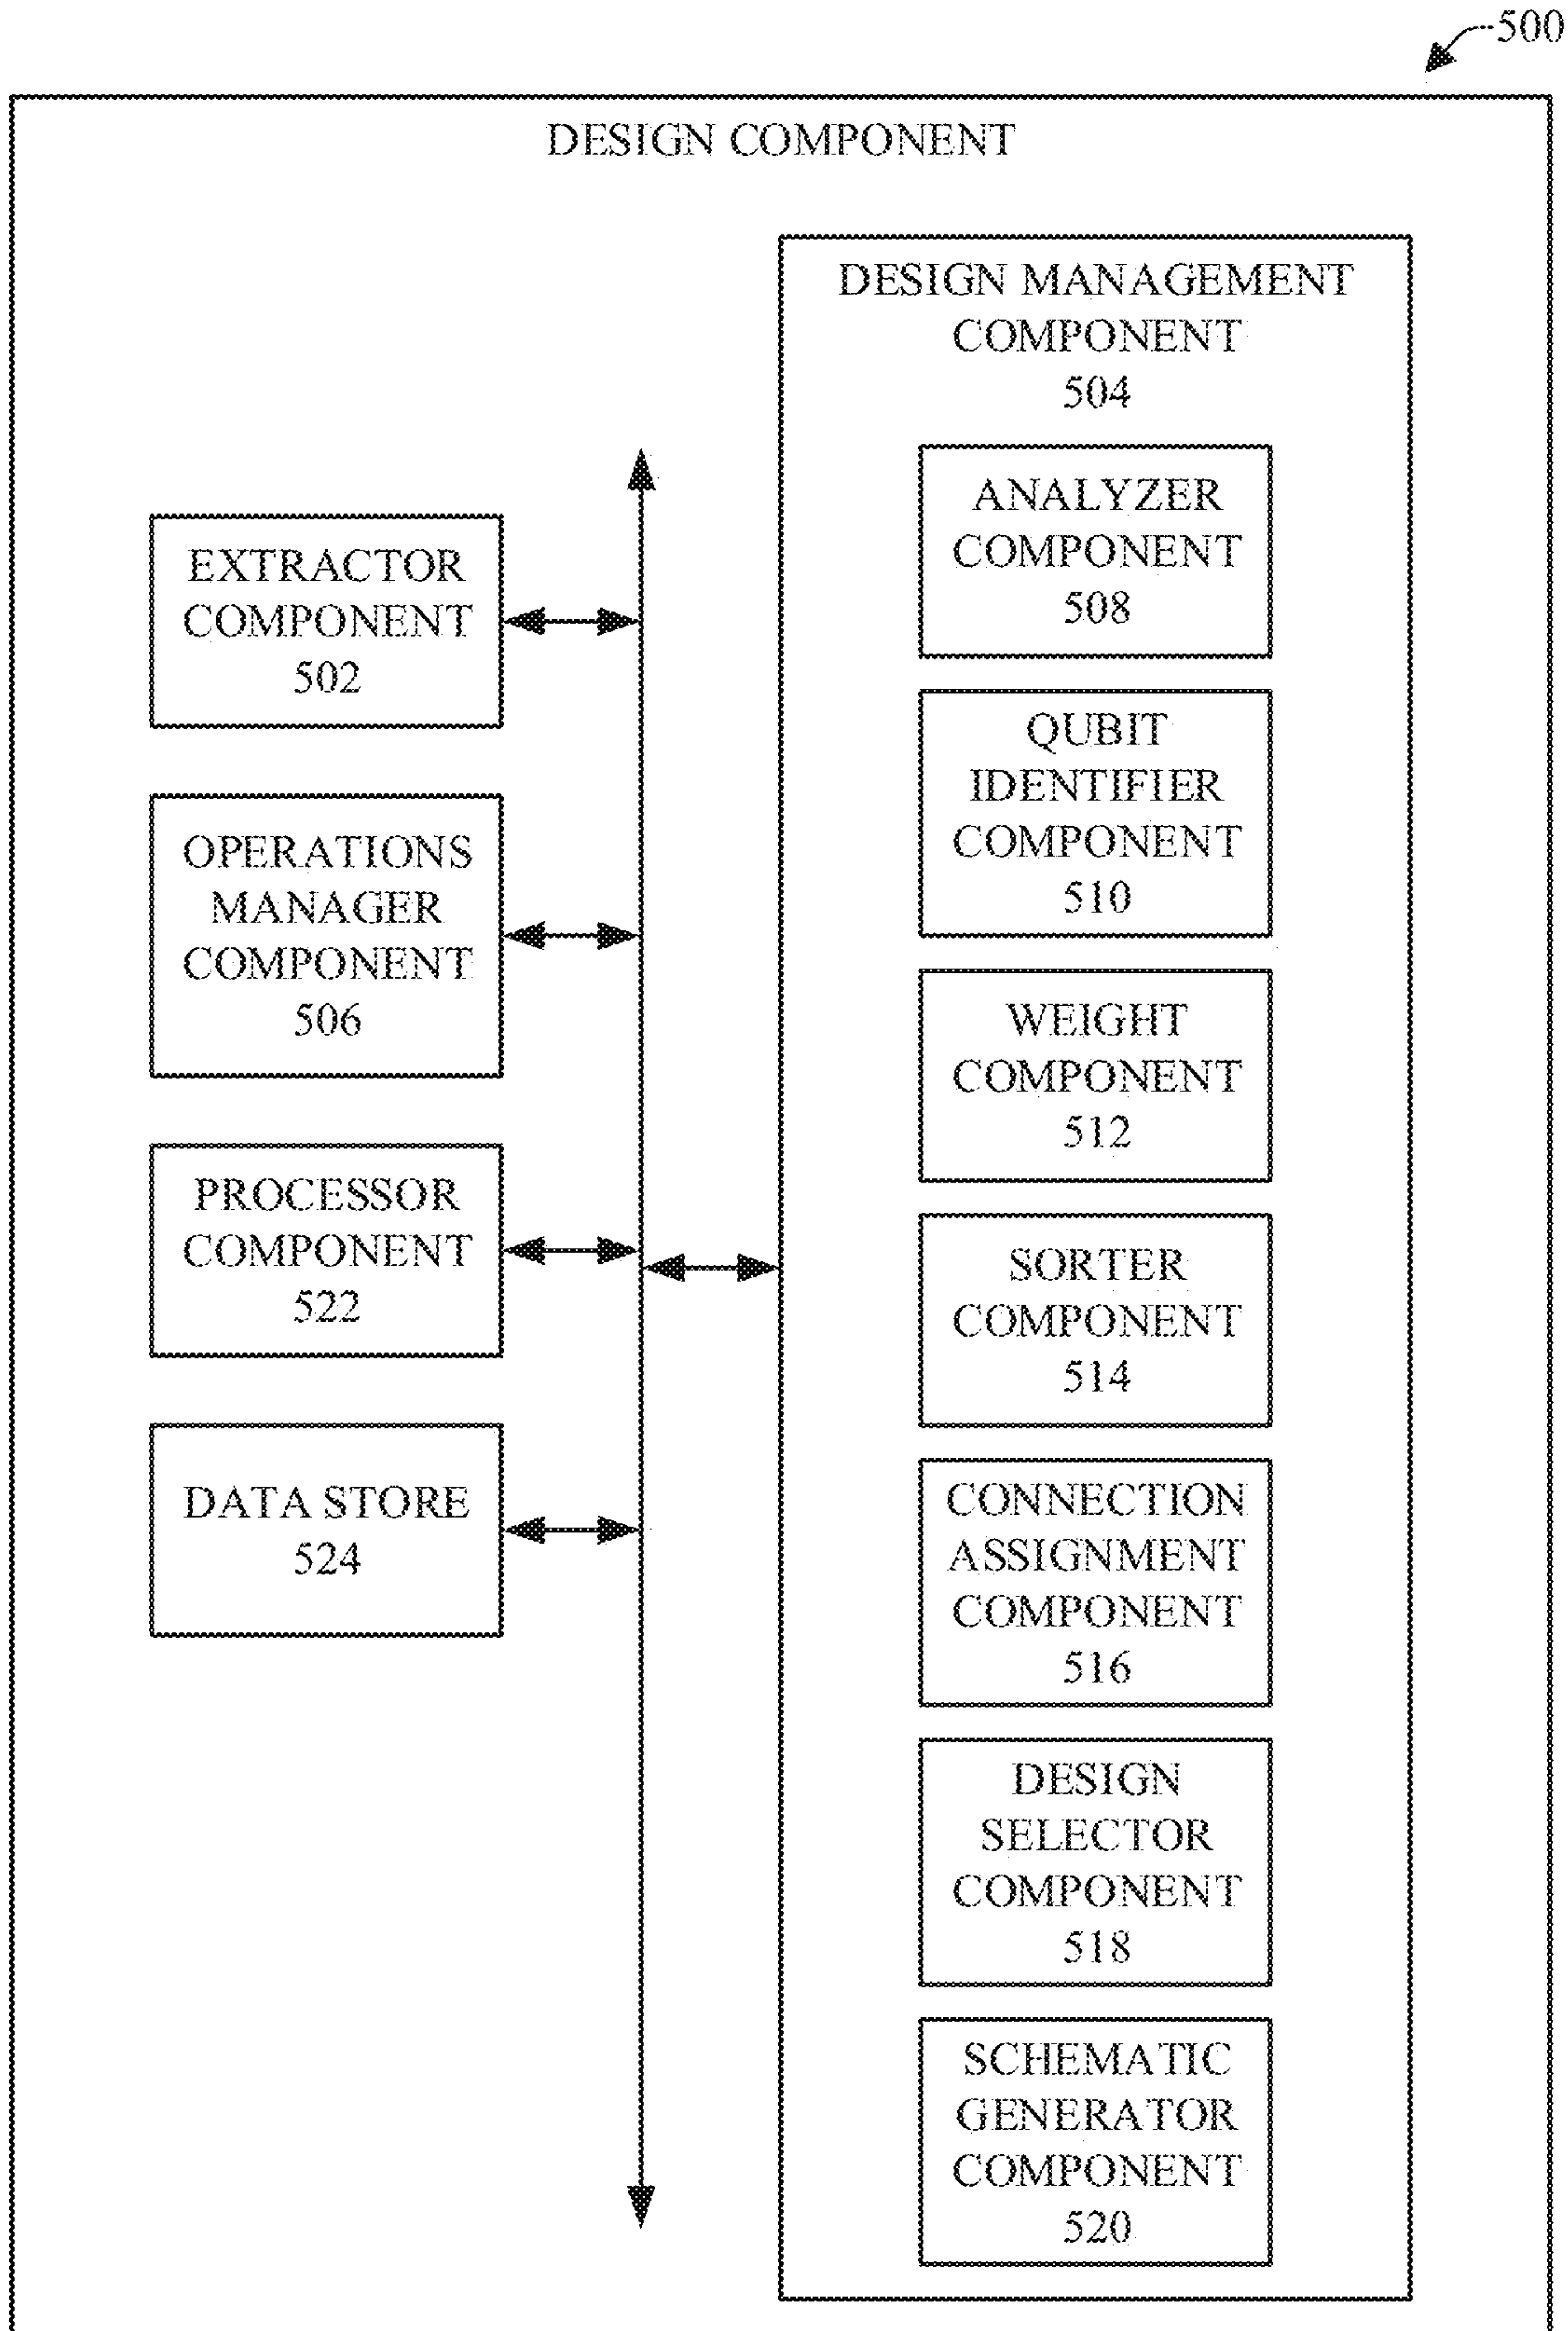 500
DESIGN COMPONENT
DESIGN MANAGEMENT
COMPONENT
504
EXTRACTOR
COMPONENT
502
OPERATIONS
MANAGER
COMPONENT
506
PROCESSOR
COMPONENT
522
DATA STORE
524
ANALYZER
COMPONENT
508
QUBIT
IDENTIFIER
COMPONENT
510
WEIGHT
COMPONENT
512
SORTER
COMPONENT
514
CONNECTION
ASSIGNMENT
COMPONENT
516
DESIGN
SELECTOR
COMPONENT
518
SCHEMATIC
GENERATOR
COMPONENT
520